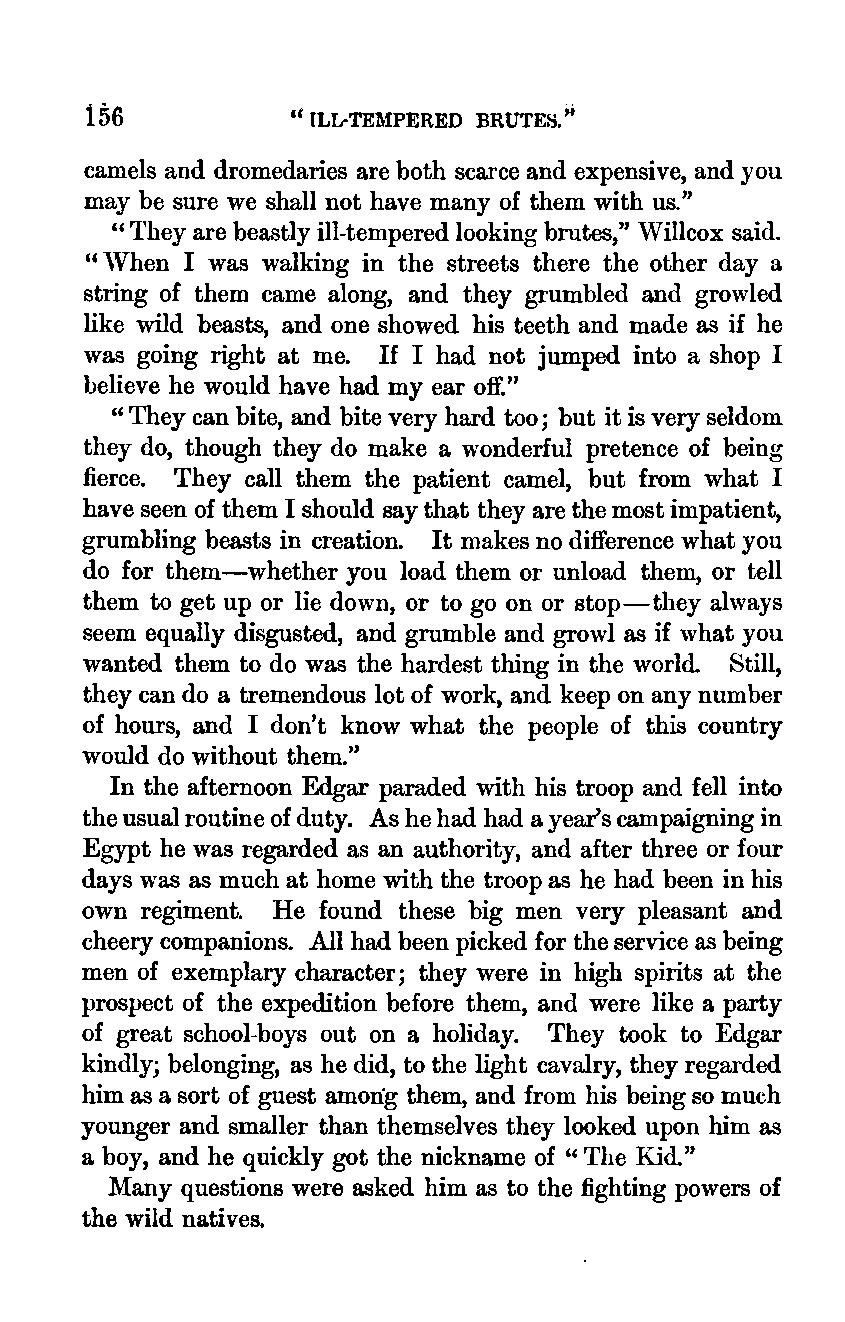 156 “ ILL-TEMPERED BRUTES.”
camels and dromedaries are both scarce and expensive, and you
may be sure we shall not have many of them with us.”
“ They are beastly ill-tempered looking brutes,” Willcox said.
“ When I was walking in the streets there the other day a
string of them came along, and they grumbled and growled
like wild beasts, and one showed his teeth and made as if he
was going right at me. If I had not jumped into a shop I
believe he would have had my ear off.”
“ They can bite, and bite very hard too; but it is very seldom
they do, though they do make a wonderful pretence of being
fierce. They call them the patient camel, but from what I
have seen of them I should say that they are the most impatient,
grumbling beasts in creation. It makes no difference what you
do for them—whether you load them or unload them, or tell
them to get up or lie down, or to go on or stop—they always
seem equally disgusted, and grumble and growl as if what you
wanted them to do was the hardest thing in the world. Still,
they can do a tremendous lot of work, and keep on any number
of hours, and I don’t know what the people of this country
would do without them.”
In the afternoon Edgar paraded with his troop and fell into
the usual routine of duty. As he had had a year’s campaigning in
Egypt he was regarded as an authority, and after three or four
days was as much at home with the troop as he had been in his
own regiment. He found these big men very pleasant and
cheery companions. All had been picked for the service as being
men of exemplary character; they were in high spirits at the
prospect of the expedition before them, and were like a party
of great school-boys out on a holiday. They took to Edgar
kindly; belonging, as he did, to the light cavalry, they regarded
him as a sort of guest among them, and from his being so much
younger and smaller than themselves they looked upon him as
a boy, and he quickly got the nickname of “ The Kid.”
Many questions were asked him as to the fighting powers of
the wild natives.